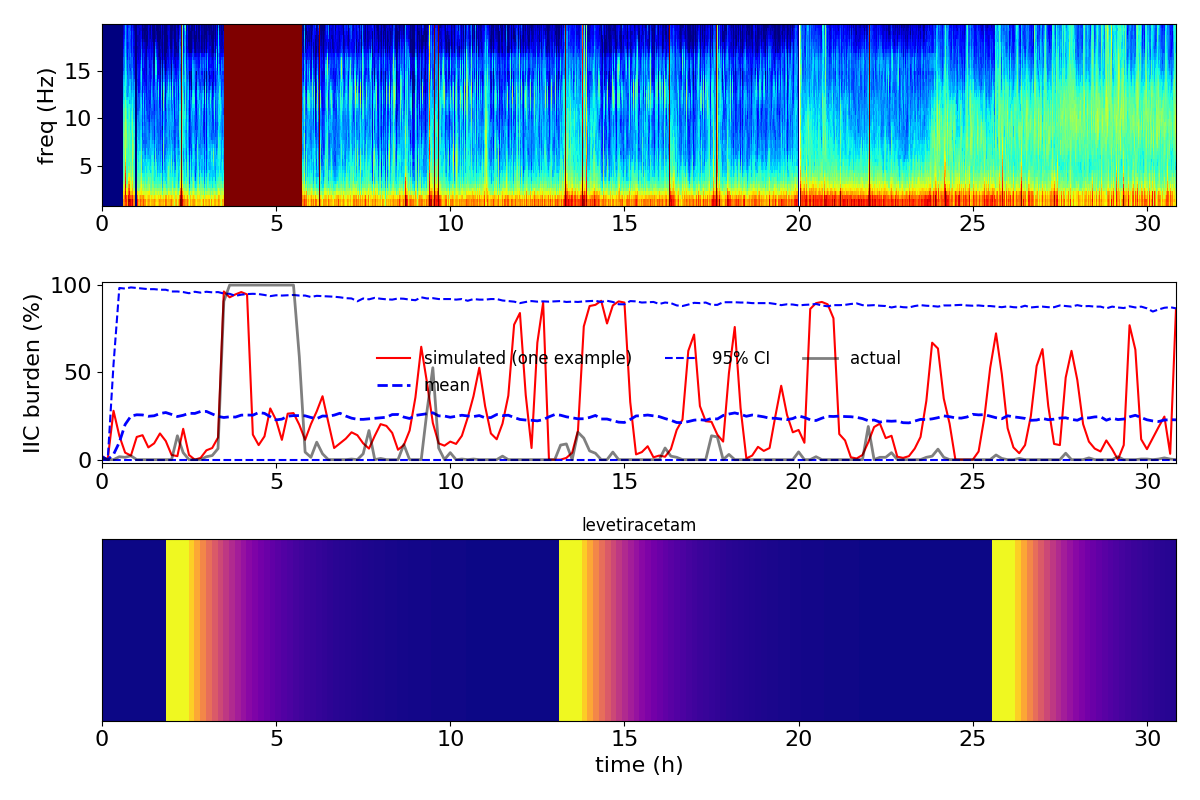 freq (Hz)
15
10
5
0 5 10 15 20 25 30
IIC burden (%)
100
50
0
simulated (one example) 95% CI actual
mean
0 5 10 15 20 25 30
levetiracetam
0 5 10 15 20 25 30
time (h)